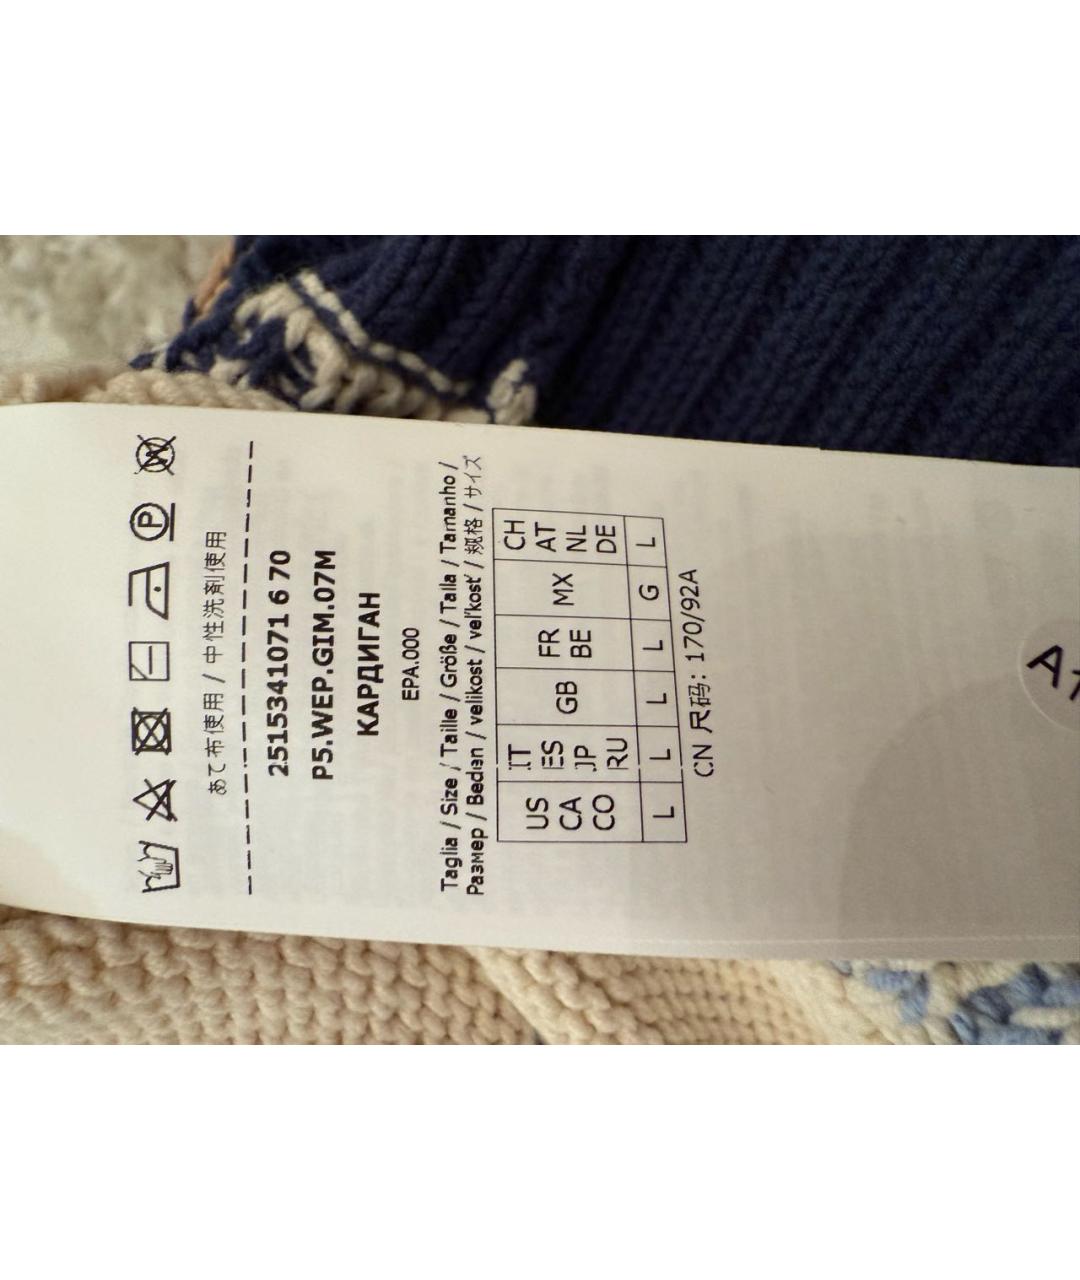 あて布使用 / 中性洗剤使用
2515341071 6 70
P5.WEP.GIM.07M
КАРДИГАН
EPA.000
Taglia / Size / Taille / Größe / Talla / Tamanho /
Размер / Beden / velikost / veľkosť / 规格 / サイズ
US CA CO IT ES JP RU GB FR BE MX CH AT NL DE
L L L L G L
CN 尺码: 170/92A